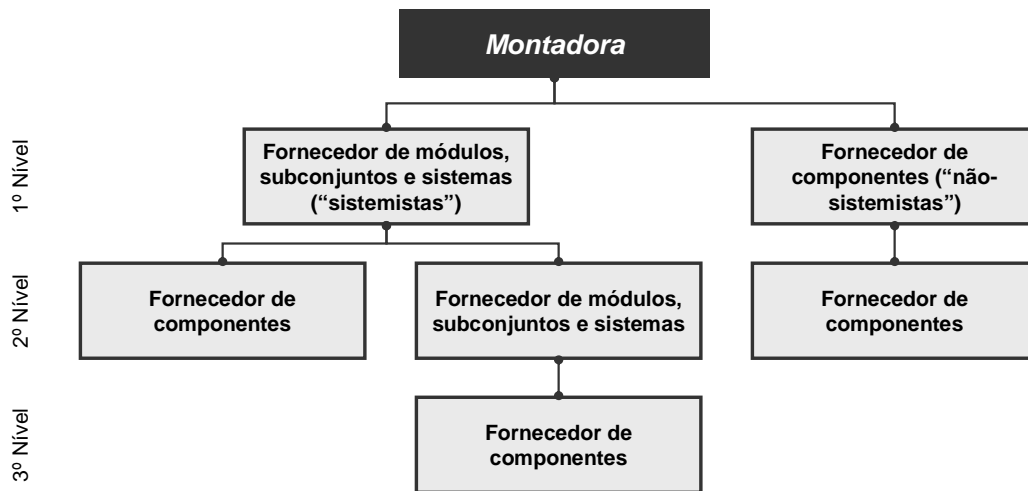 Montadora
1º Nível
Fornecedor de módulos,
subconjuntos e sistemas
(“sistemistas”)
Fornecedor de
componentes (“não-
sistemistas”)
2º Nível
Fornecedor de
componentes
Fornecedor de módulos,
subconjuntos e sistemas
Fornecedor de
componentes
3º Nível
Fornecedor de
componentes